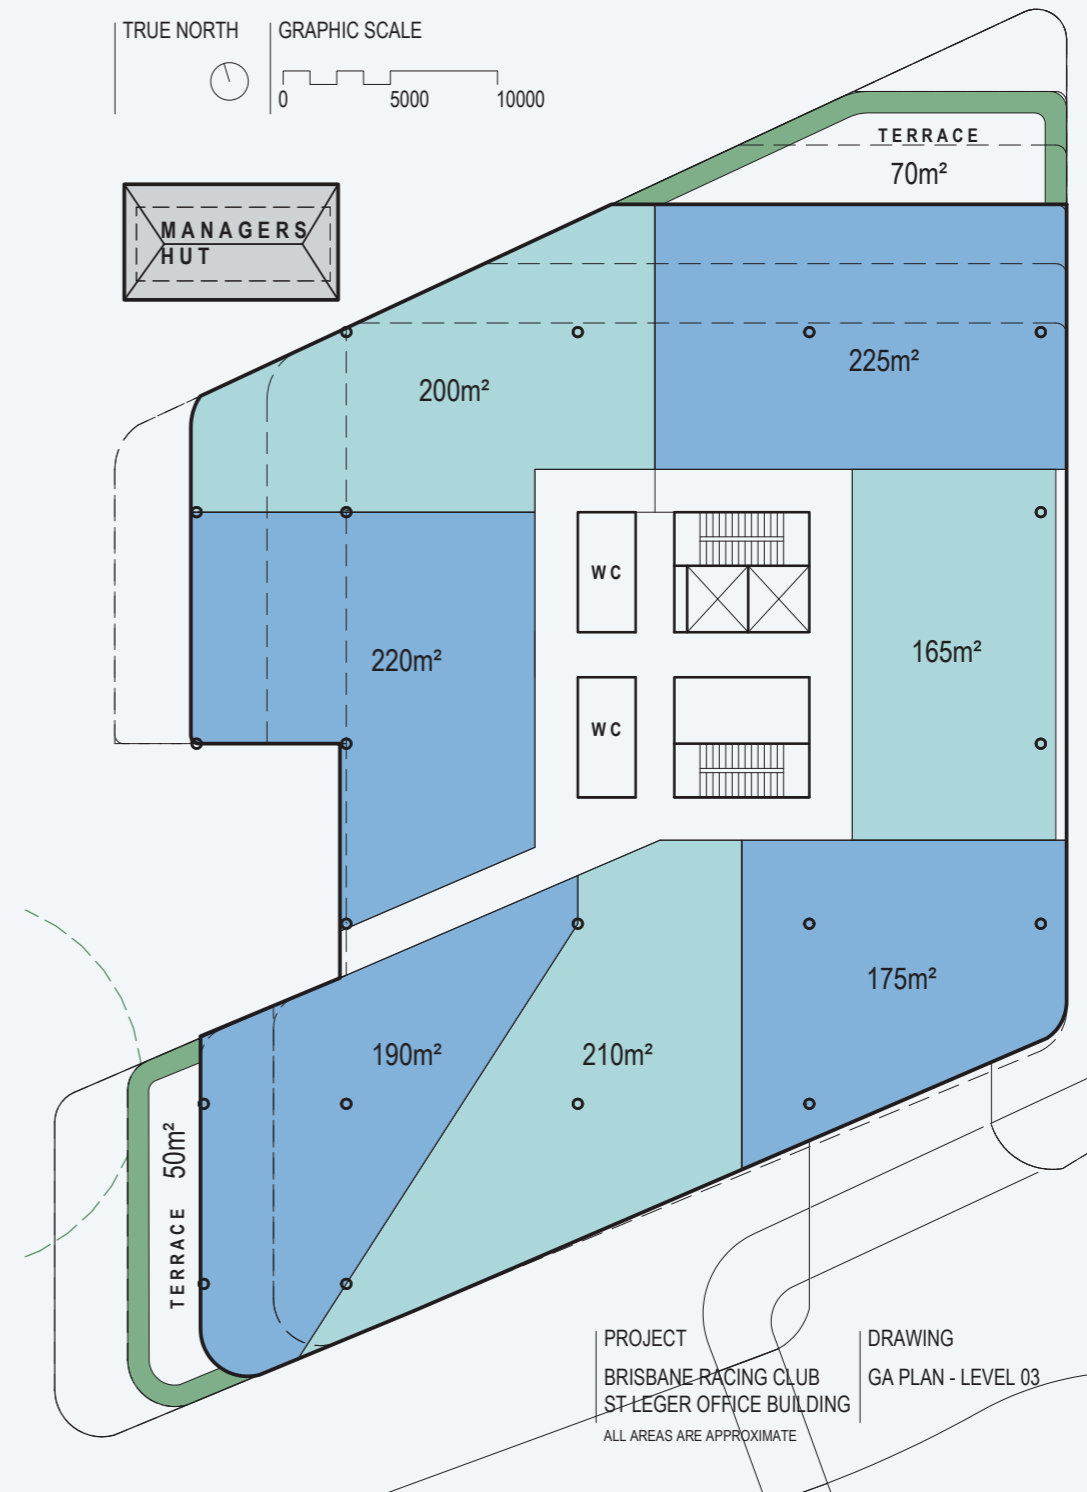 TRUE NORTH
GRAPHIC SCALE
0 5000 10000
TERRACE
70m²
MANAGERS
HUT
200m²
225m²
WC
220m²
165m²
WC
175m²
190m²
210m²
TERRACE 50m²
PROJECT
BRISBANE RACING CLUB
ST LEGER OFFICE BUILDING
ALL AREAS ARE APPROXIMATE
DRAWING
GA PLAN - LEVEL 03